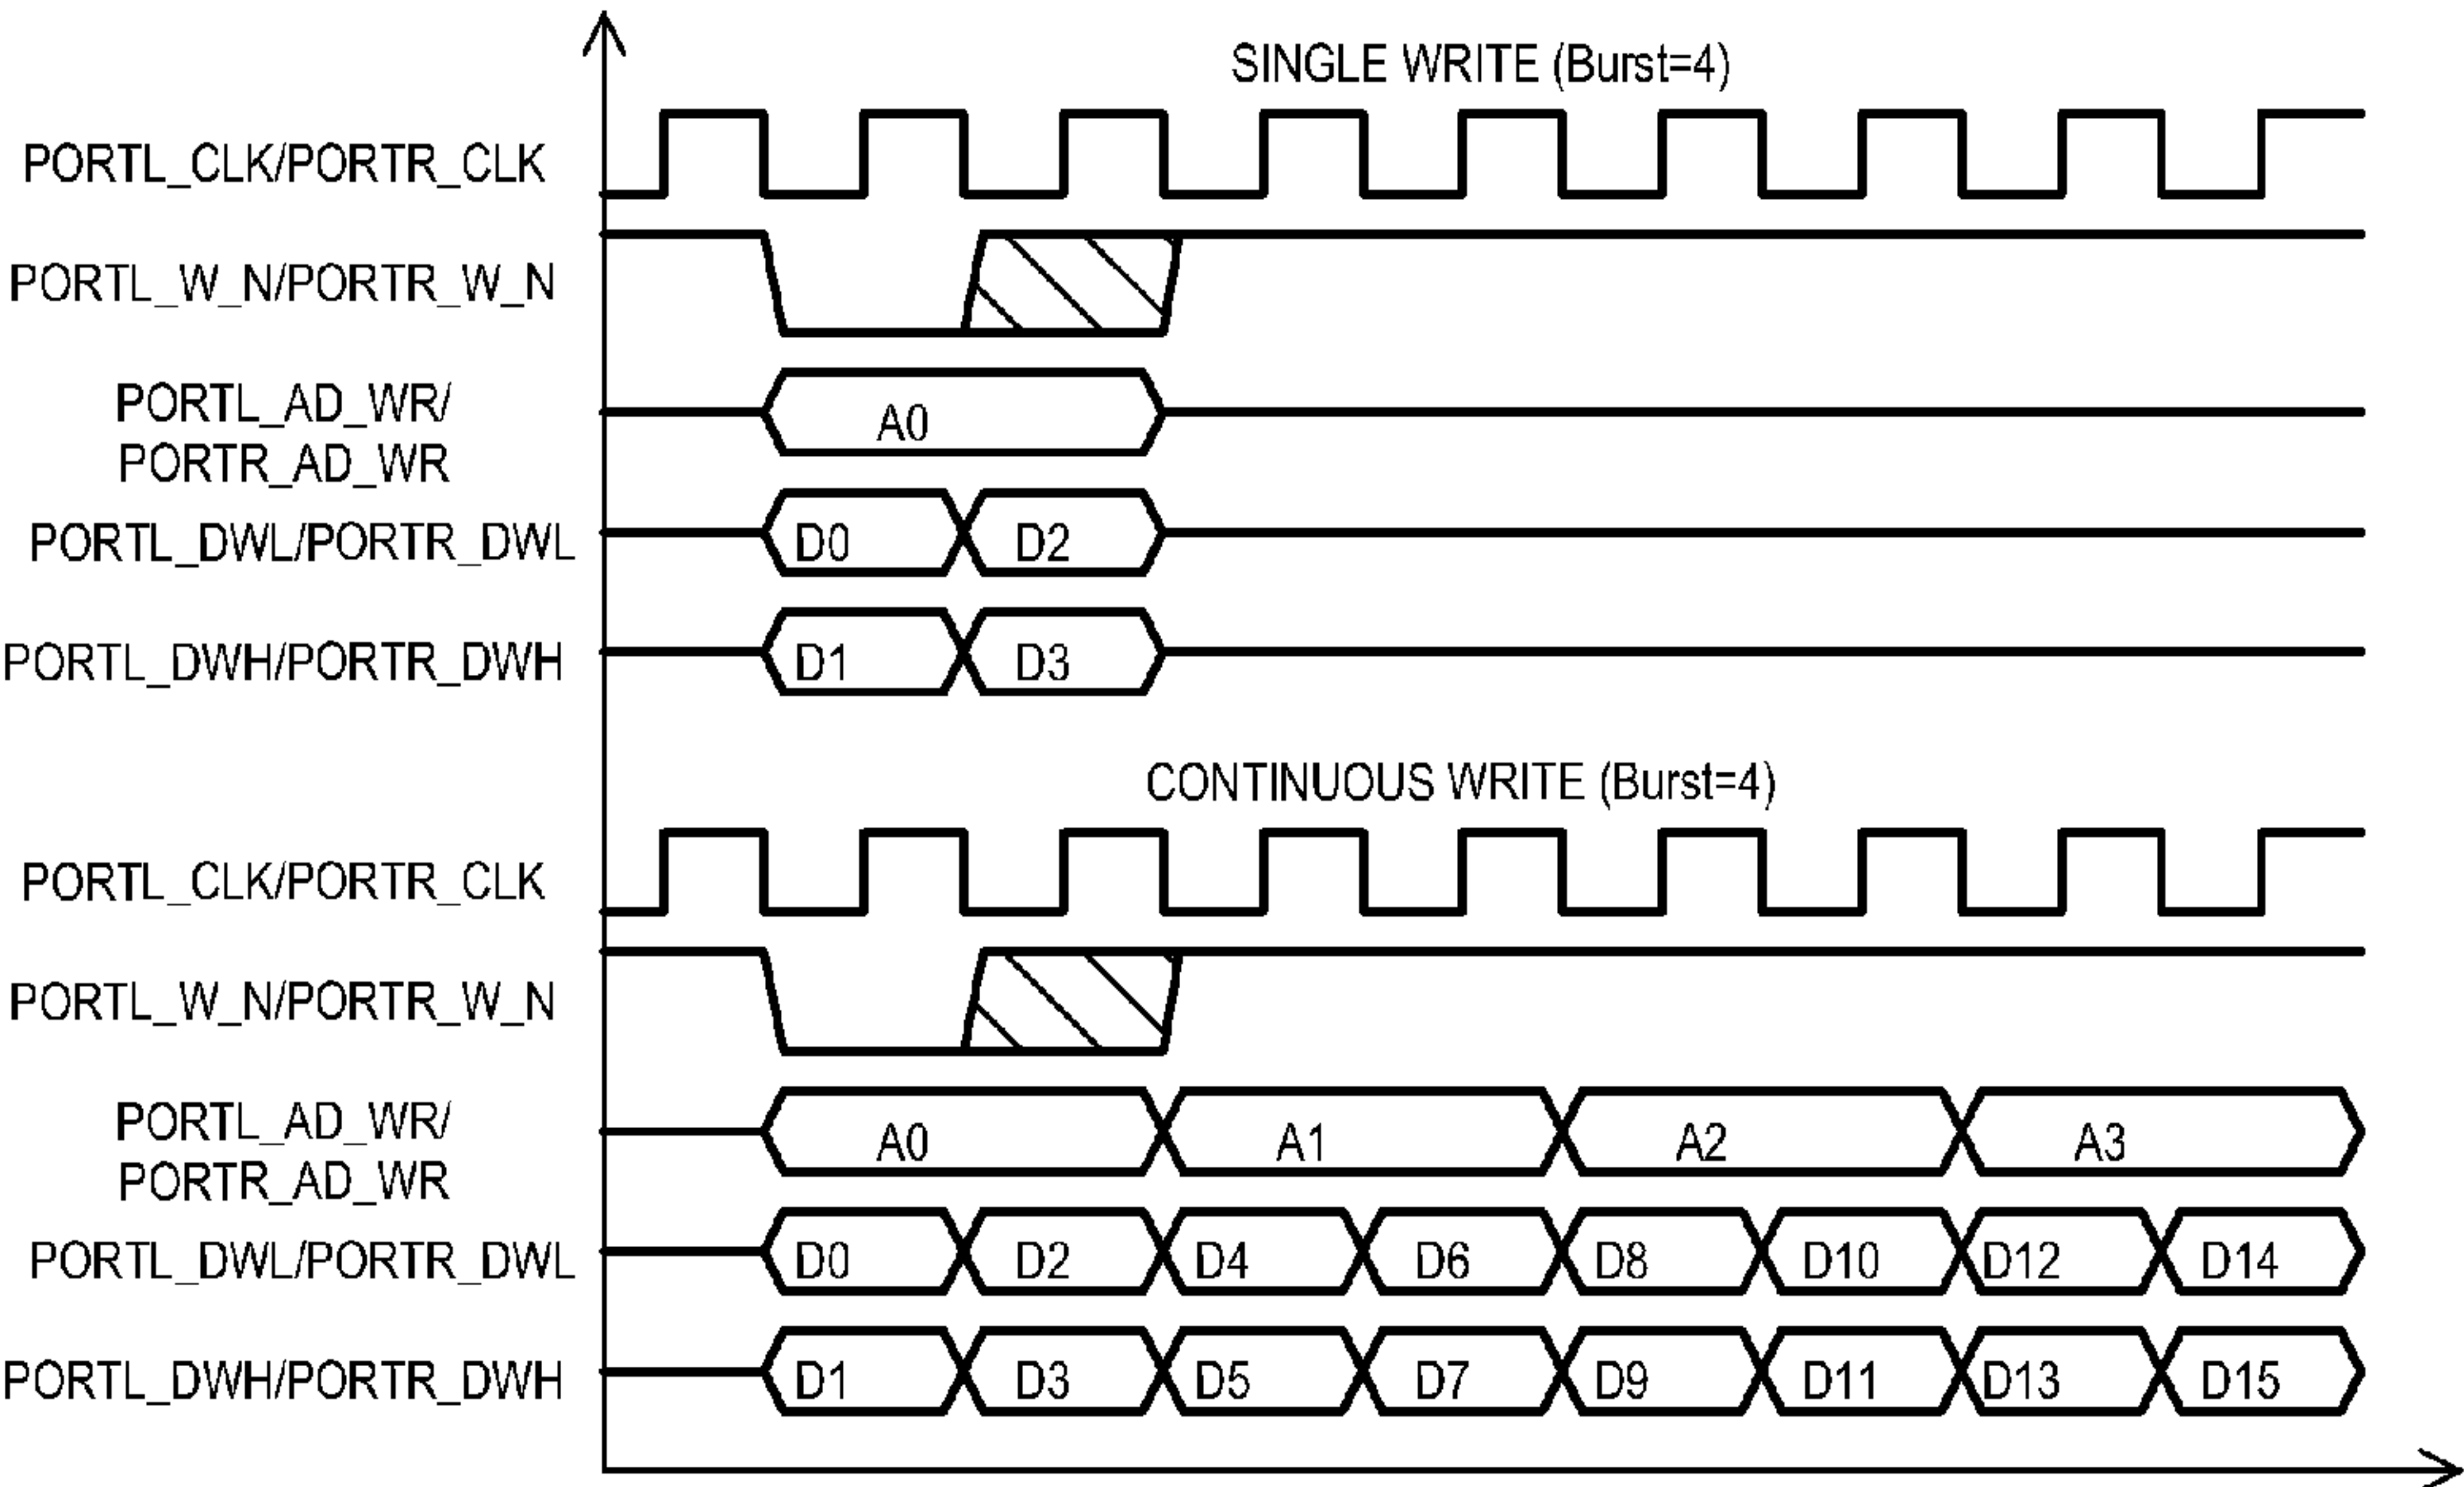 SINGLE WRITE (Burst=4)
PORTL_CLK/PORTR_CLK
PORTL_W_N/PORTR_W_N
PORTL_AD_WR/
PORTR_AD_WR
A0
PORTL_DWL/PORTR_DWL D0 D2
PORTL_DWH/PORTR_DWH D1 D3
CONTINUOUS WRITE (Burst=4)
PORTL_CLK/PORTR_CLK
PORTL_W_N/PORTR_W_N
PORTL_AD_WR/
PORTR_AD_WR
A0 A1 A2 A3
PORTL_DWL/PORTR_DWL D0 D2 D4 D6 D8 D10 D12 D14
PORTL_DWH/PORTR_DWH D1 D3 D5 D7 D9 D11 D13 D15